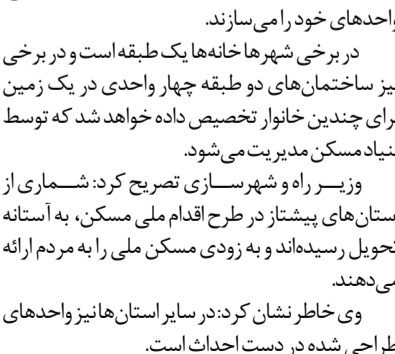 واحدهای خود را می‌سازند.
در برخی شهرها خانه‌ها یک طبقه است و در برخی
نیز ساختمان‌های دو طبقه چهار واحدی در یک زمین
برای چندین خانوار تخصیص داده خواهد شد که توسط
بنیاد مسکن مدیریت می‌شود.
وزیر راه و شهرسازی تصریح کرد: شماری از
استان‌های پیشتاز در طرح اقدام ملی مسکن، به آستانه
تحویل رسیده‌اند و به زودی مسکن ملی را به مردم ارائه
می‌دهند.
وی خاطر نشان کرد: در سایر استان‌ها نیز واحدهای
طراحی شده در دست احداث است.